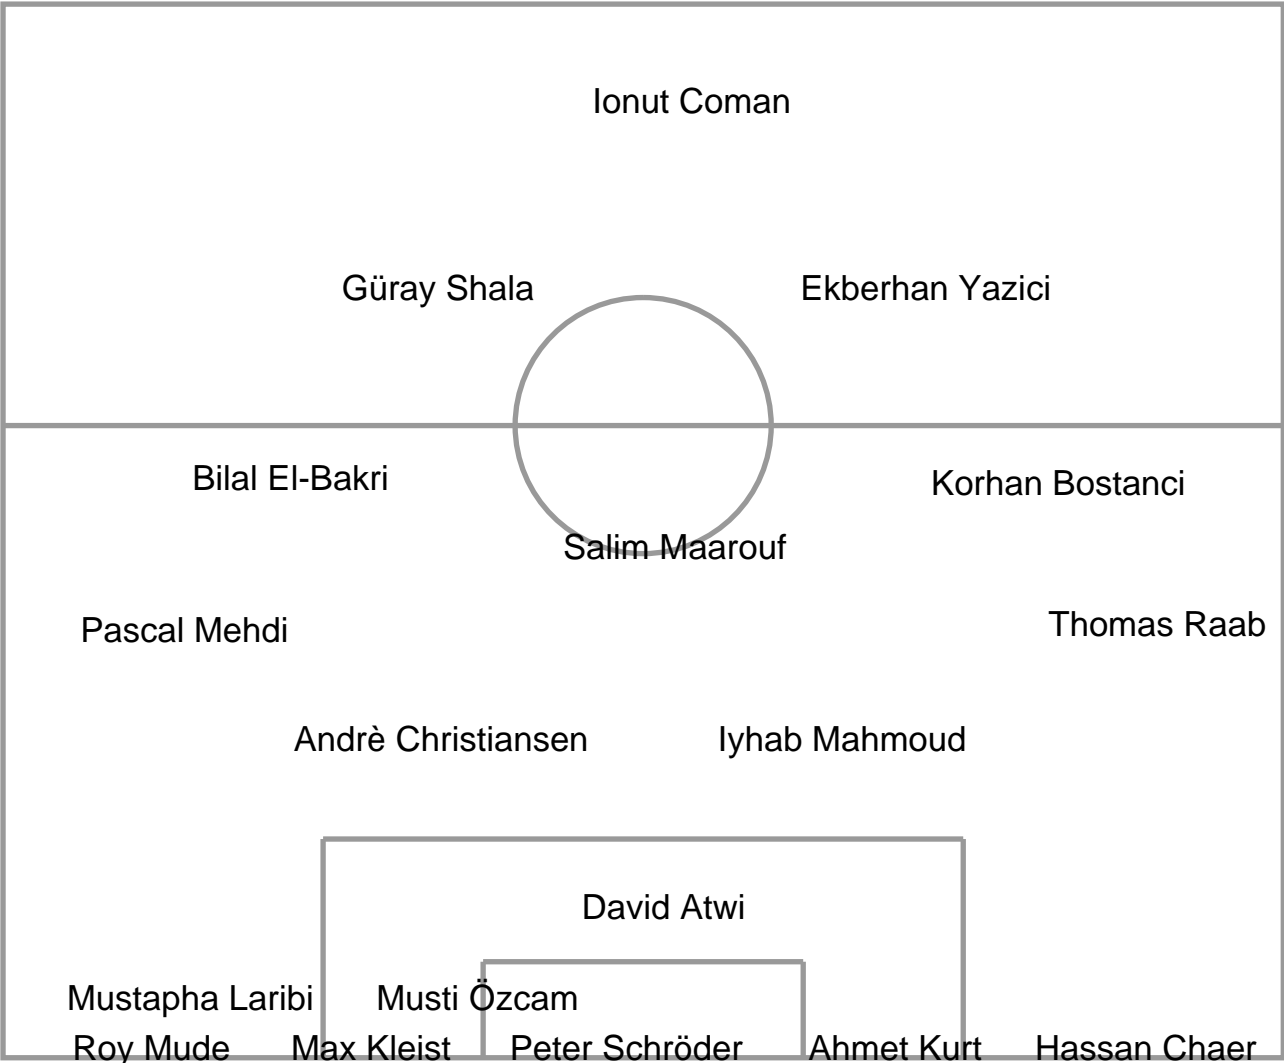 Ionut Coman
Güray Shala Ekberhan Yazici
Bilal El-Bakri Korhan Bostanci
Salim Maarouf
Pascal Mehdi Thomas Raab
Andrè Christiansen Iyhab Mahmoud
David Atwi
Mustapha Laribi Musti Özcam
Roy Mude Max Kleist Peter Schröder Ahmet Kurt Hassan Chaer